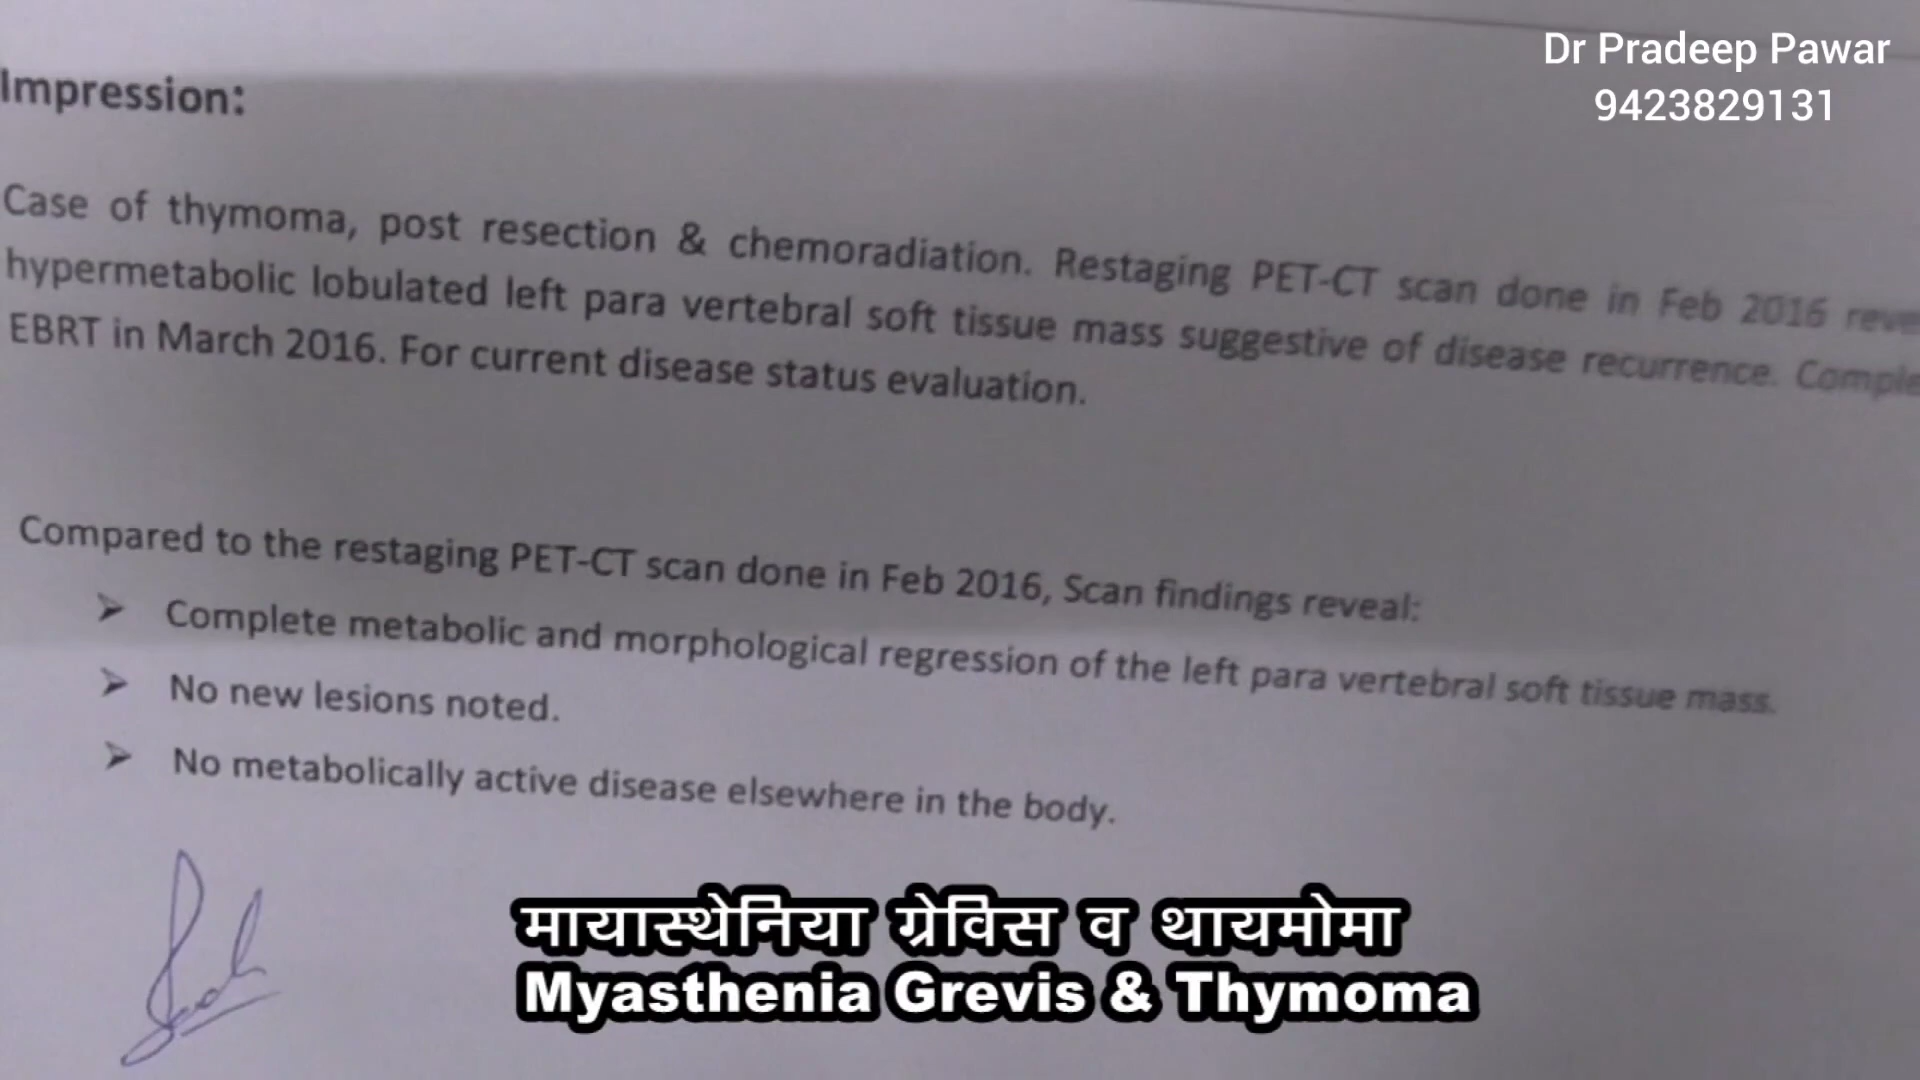 Dr Pradeep Pawar
9423829131
Impression:
Case of thymoma, post resection & chemoradiation. Restaging PET-CT scan done in Feb 2016
hypermetabolic lobulated left para vertebral soft tissue mass suggestive of disease recurrence.
EBRT in March 2016. For current disease status evaluation.
Compared to the restaging PET-CT scan done in Feb 2016, Scan findings reveal:
➤ Complete metabolic and morphological regression of the left para vertebral soft tissue mass.
➤ No new lesions noted.
➤ No metabolically active disease elsewhere in the body.
मायास्थेनिया ग्रेविस व थायमोमा
Myasthenia Grevis & Thymoma